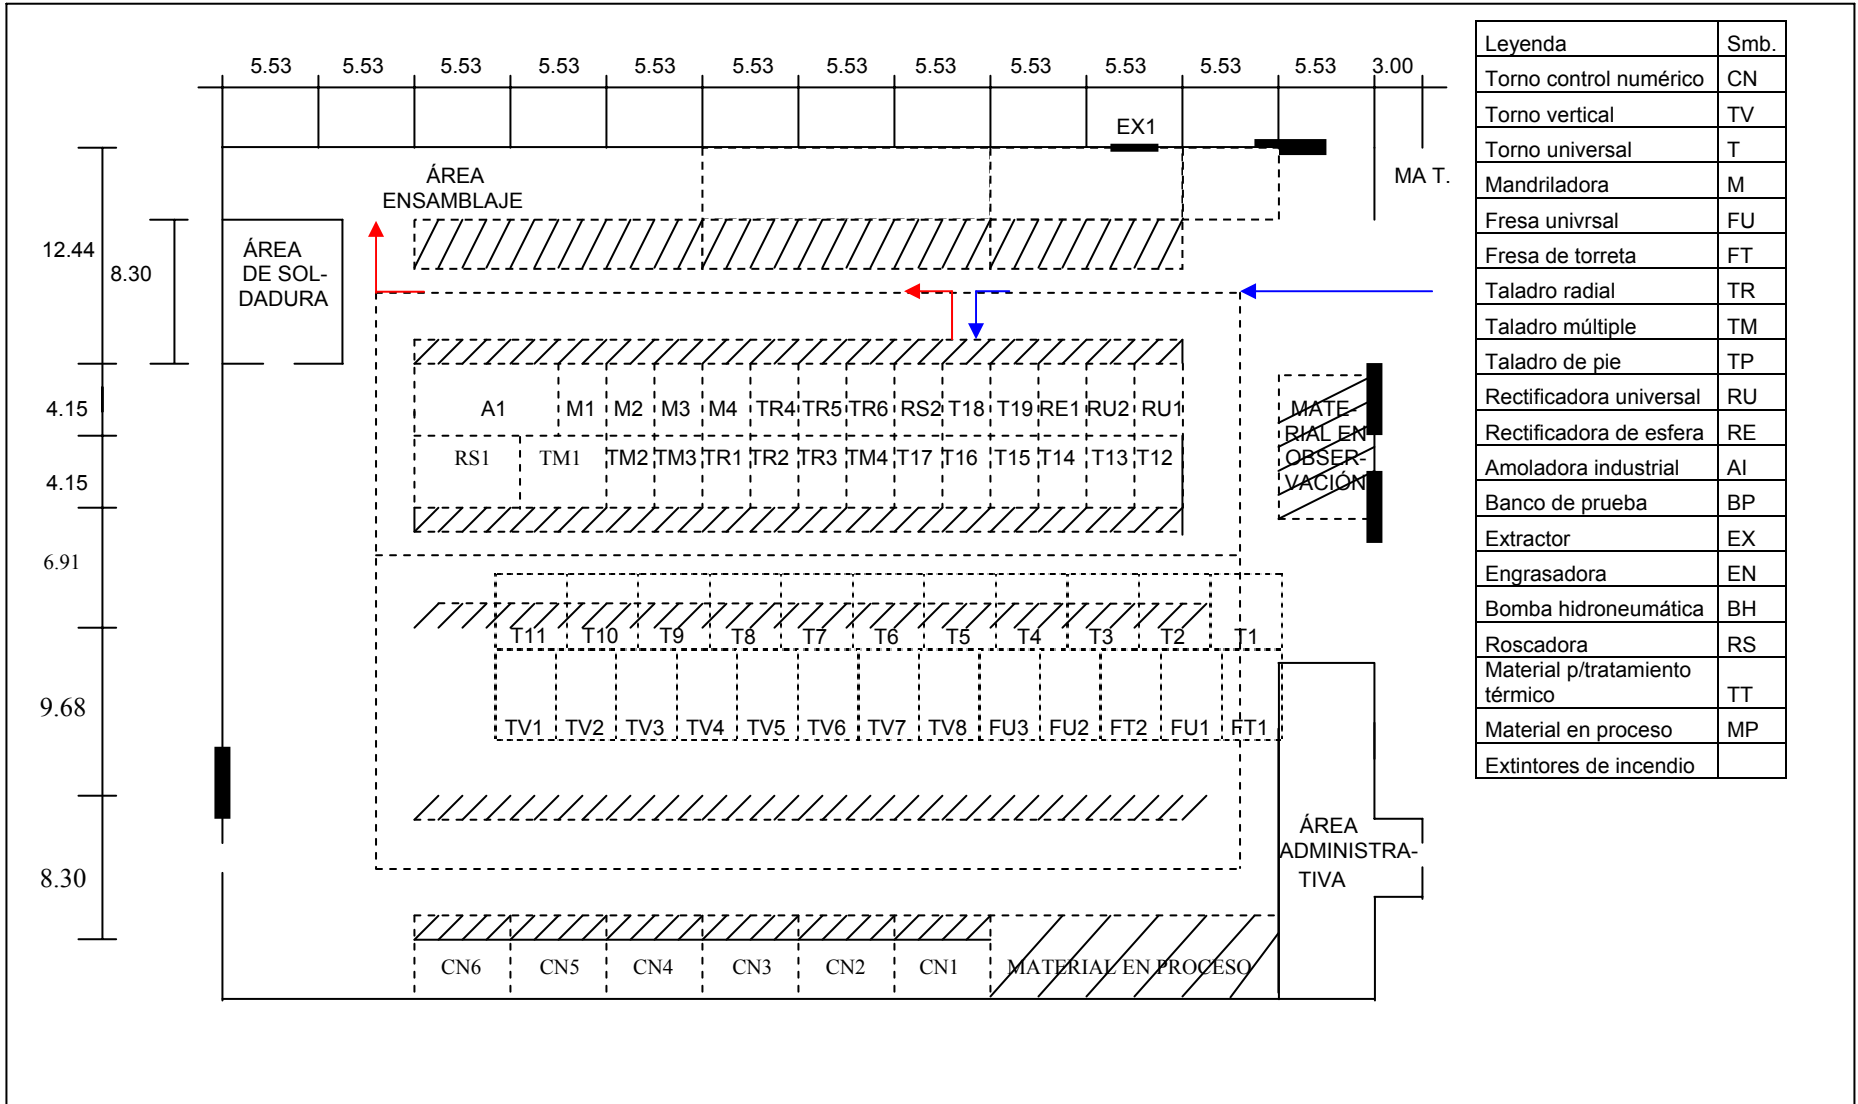 5.53 5.53 5.53 5.53 5.53 5.53 5.53 5.53 5.53 5.53 5.53 5.53 3.00
EX1
MA T.
ÁREA
ENSAMBLAJE
12.44
8.30
ÁREA
DE SOL-
DADURA
4.15
A1 M1 M2 M3 M4 TR4 TR5 TR6 RS2 T18 T19 RE1 RU2 RU1
4.15
RS1 TM1 TM2 TM3 TR1 TR2 TR3 TM4 T17 T16 T15 T14 T13 T12
MATE-
RIAL EN
OBSER-
VACIÓN
6.91
T11 T10 T9 T8 T7 T6 T5 T4 T3 T2 T1
9.68
TV1 TV2 TV3 TV4 TV5 TV6 TV7 TV8 FU3 FU2 FT2 FU1 FT1
ÁREA
ADMINISTRA-
TIVA
8.30
CN6 CN5 CN4 CN3 CN2 CN1 MATERIAL EN PROCESO
Leyenda Smb.
Torno control numérico CN
Torno vertical TV
Torno universal T
Mandriladora M
Fresa univrsal FU
Fresa de torreta FT
Taladro radial TR
Taladro múltiple TM
Taladro de pie TP
Rectificadora universal RU
Rectificadora de esfera RE
Amoladora industrial AI
Banco de prueba BP
Extractor EX
Engrasadora EN
Bomba hidroneumática BH
Roscadora RS
Material p/tratamiento
térmico TT
Material en proceso MP
Extintores de incendio